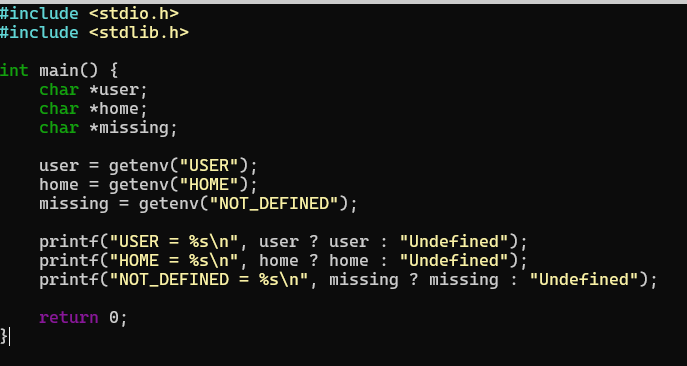 #include <stdio.h>
#include <stdlib.h>

int main() {
    char *user;
    char *home;
    char *missing;

    user = getenv("USER");
    home = getenv("HOME");
    missing = getenv("NOT_DEFINED");

    printf("USER = %s\n", user ? user : "Undefined");
    printf("HOME = %s\n", home ? home : "Undefined");
    printf("NOT_DEFINED = %s\n", missing ? missing : "Undefined");

    return 0;
}